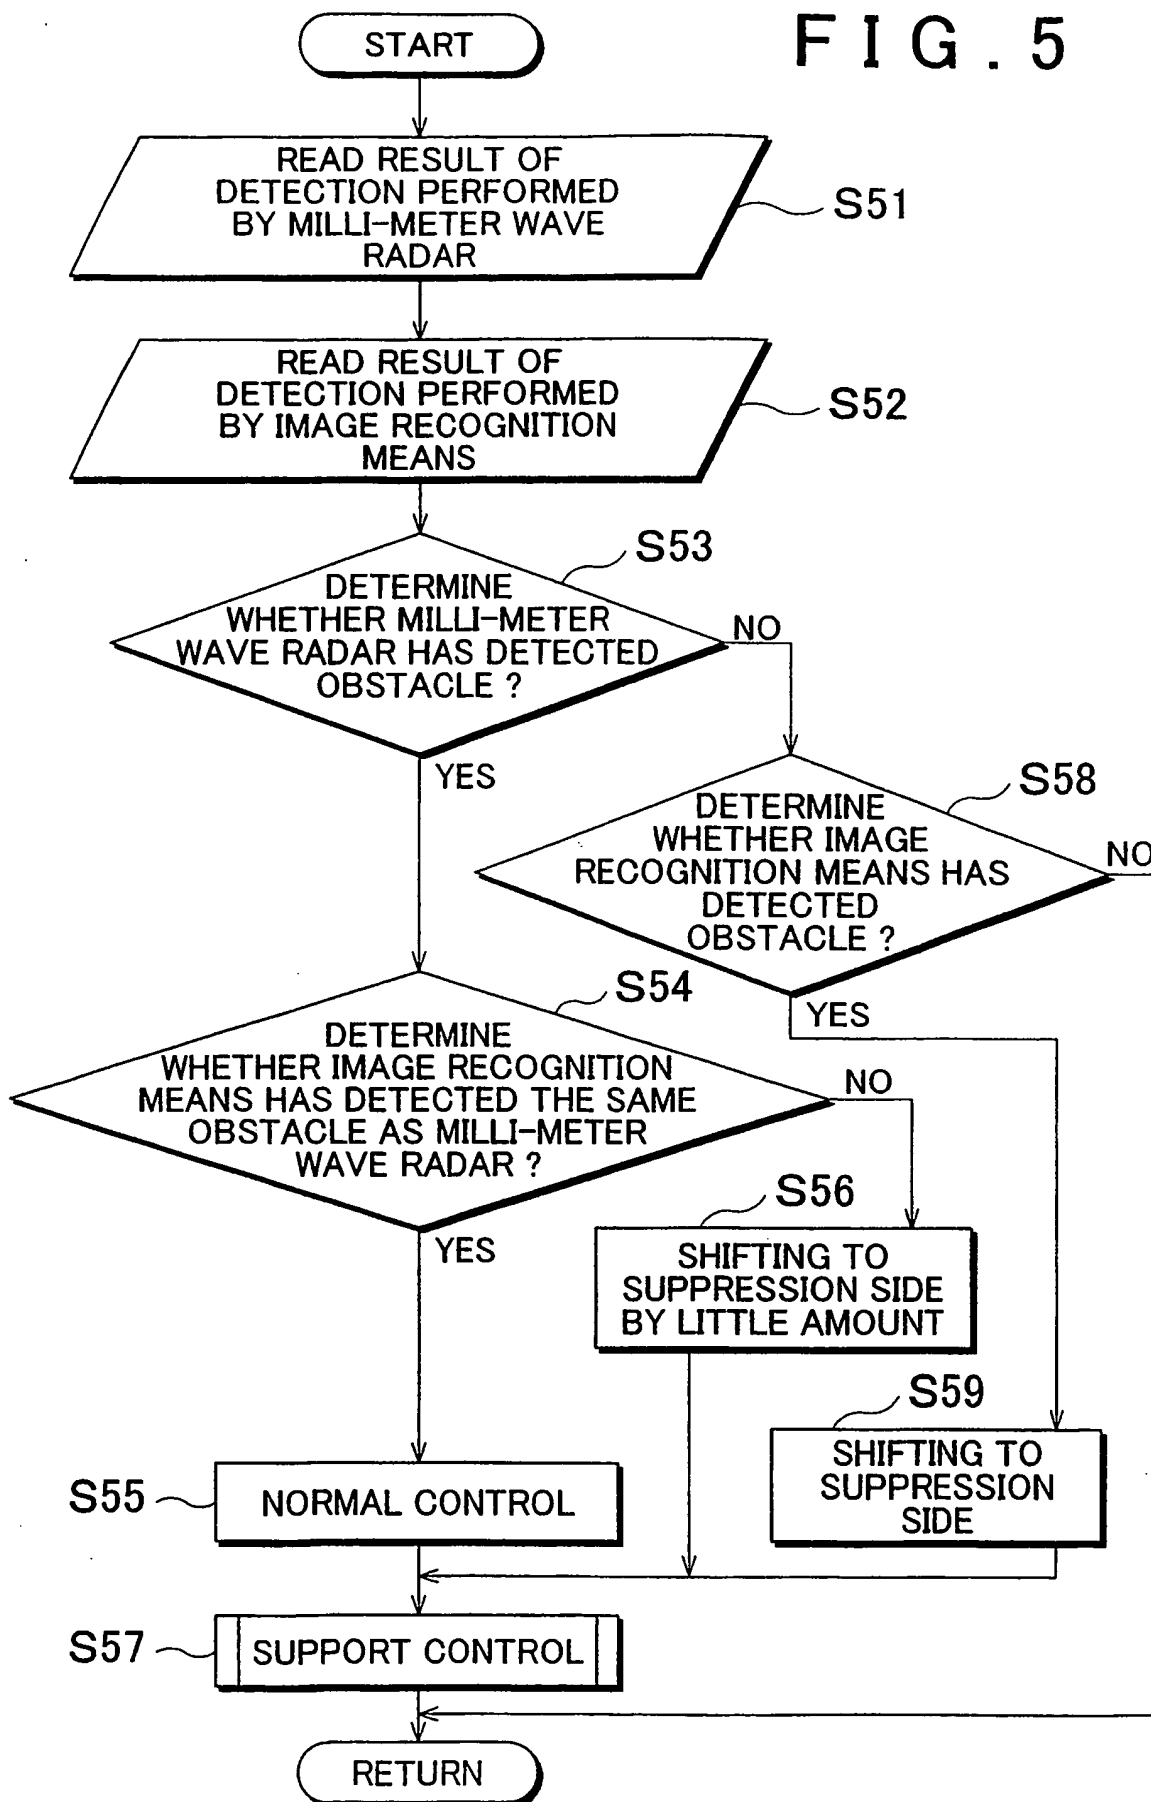 FIG. 5
START
READ RESULT OF
DETECTION PERFORMED
BY MILLI-METER WAVE
RADAR
S51
READ RESULT OF
DETECTION PERFORMED
BY IMAGE RECOGNITION
MEANS
S52
S53
DETERMINE
WHETHER MILLI-METER
WAVE RADAR HAS DETECTED
OBSTACLE ?
NO
YES
S58
DETERMINE
WHETHER IMAGE
RECOGNITION MEANS HAS
DETECTED
OBSTACLE ?
NO
YES
S54
DETERMINE
WHETHER IMAGE RECOGNITION
MEANS HAS DETECTED THE SAME
OBSTACLE AS MILLI-METER
WAVE RADAR ?
NO
YES
S56
SHIFTING TO
SUPPRESSION SIDE
BY LITTLE AMOUNT
S59
SHIFTING TO
SUPPRESSION
SIDE
S55
NORMAL CONTROL
S57
SUPPORT CONTROL
RETURN